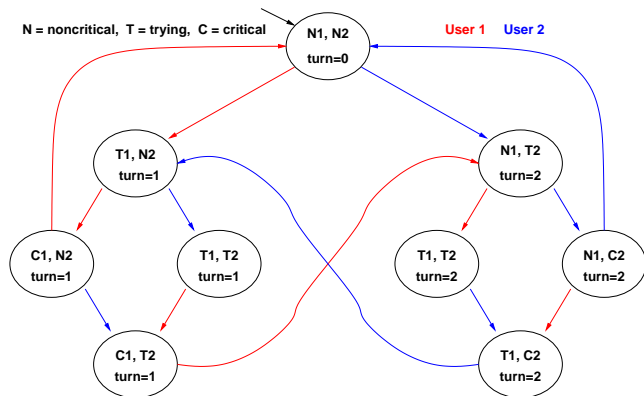 N = noncritical, T = trying, C = critical
N1, N2
turn=0
User 1 User 2
T1, N2
turn=1
N1, T2
turn=2
C1, N2
turn=1
T1, T2
turn=1
T1, T2
turn=2
N1, C2
turn=2
C1, T2
turn=1
T1, C2
turn=2